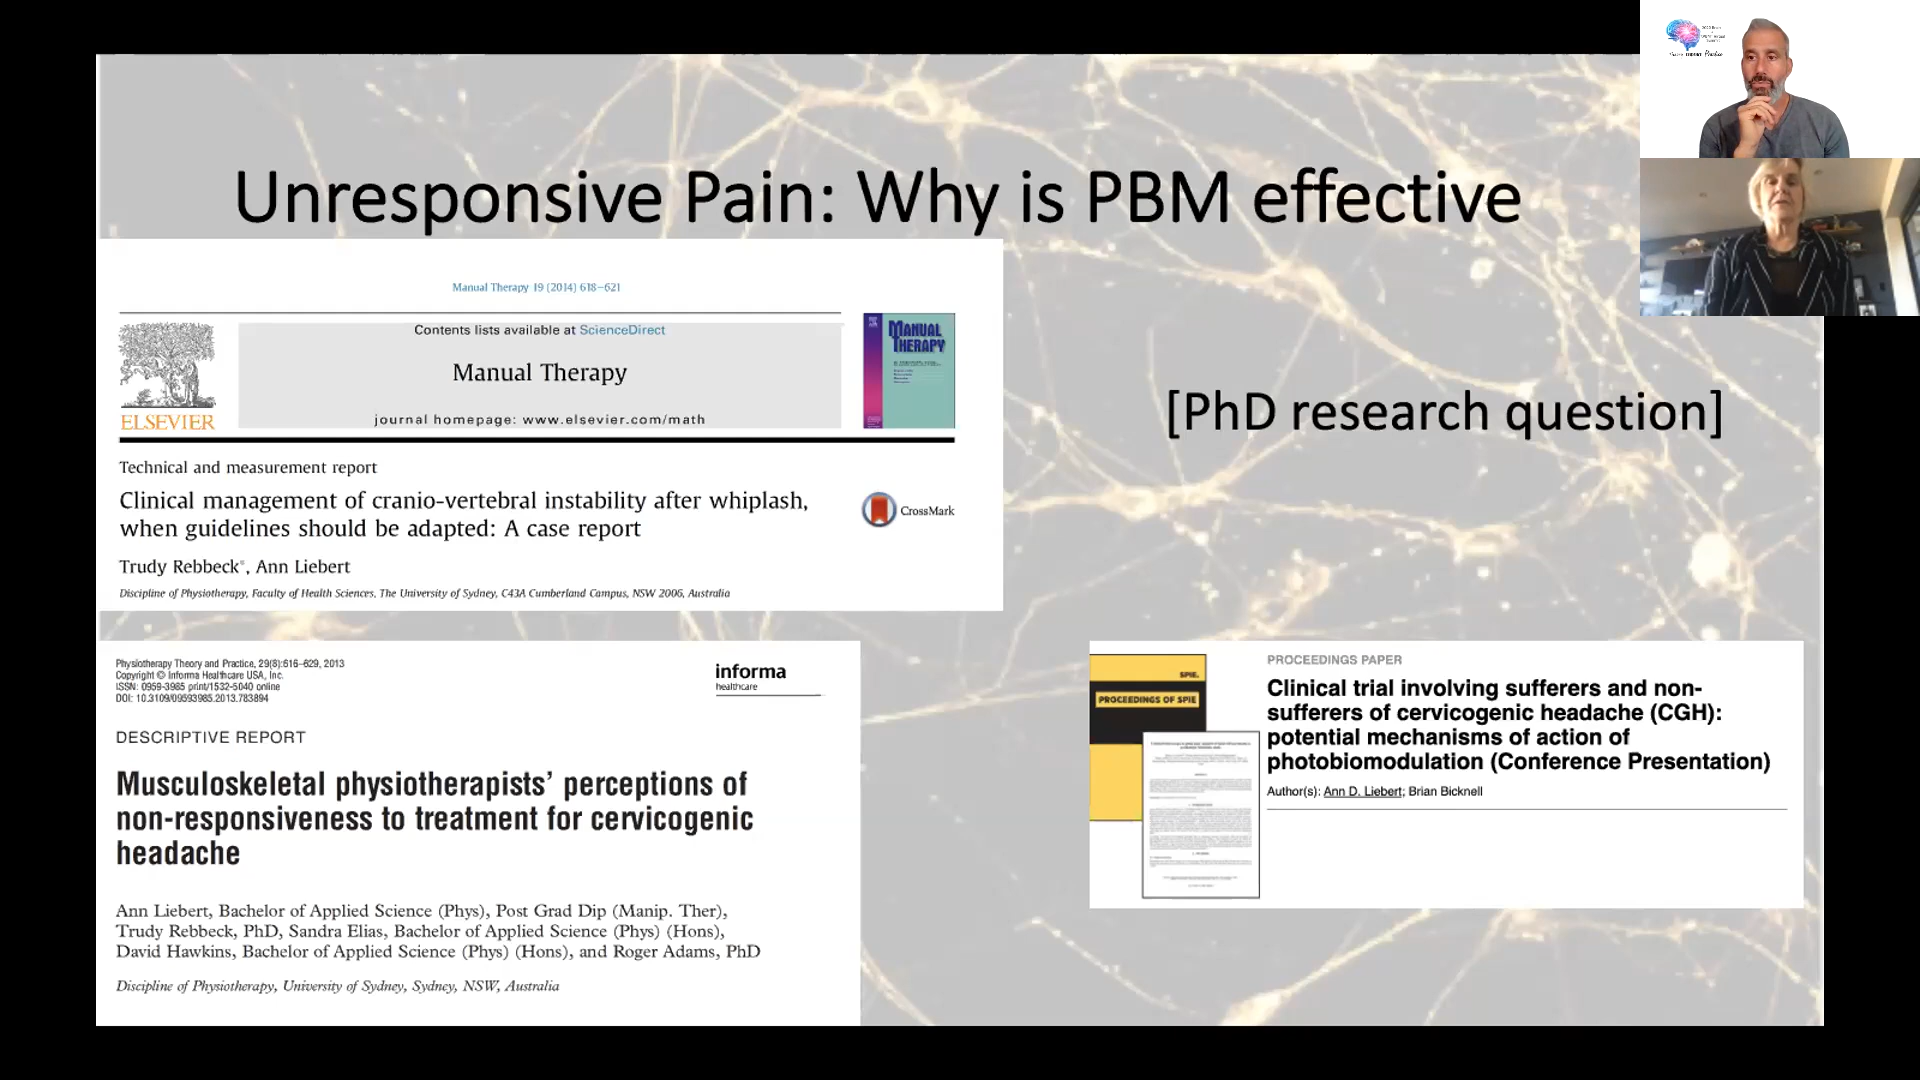 Unresponsive Pain: Why is PBM effective
[PhD research question]
Manual Therapy 19 (2014) 618–621
Contents lists available at ScienceDirect
Manual Therapy
journal homepage: www.elsevier.com/math
ELSEVIER
MANUAL
THERAPY
Technical and measurement report
Clinical management of cranio-vertebral instability after whiplash,
when guidelines should be adapted: A case report
CrossMark
Trudy Rebbeck*, Ann Liebert
Discipline of Physiotherapy, Faculty of Health Sciences, The University of Sydney, C43A Cumberland Campus, NSW 2006, Australia
Physiotherapy Theory and Practice, 29(8):616–629, 2013
Copyright © Informa Healthcare USA, Inc.
ISSN: 0959-3985 print/1532-5040 online
DOI: 10.3109/09593985.2013.783894
informa
healthcare
DESCRIPTIVE REPORT
Musculoskeletal physiotherapists' perceptions of
non-responsiveness to treatment for cervicogenic
headache
Ann Liebert, Bachelor of Applied Science (Phys), Post Grad Dip (Manip. Ther),
Trudy Rebbeck, PhD, Sandra Elias, Bachelor of Applied Science (Phys) (Hons),
David Hawkins, Bachelor of Applied Science (Phys) (Hons), and Roger Adams, PhD
Discipline of Physiotherapy, University of Sydney, Sydney, NSW, Australia
SPIE.
PROCEEDINGS OF SPIE
PROCEEDINGS PAPER
Clinical trial involving sufferers and non-
sufferers of cervicogenic headache (CGH):
potential mechanisms of action of
photobiomodulation (Conference Presentation)
Author(s): Ann D. Liebert; Brian Bicknell